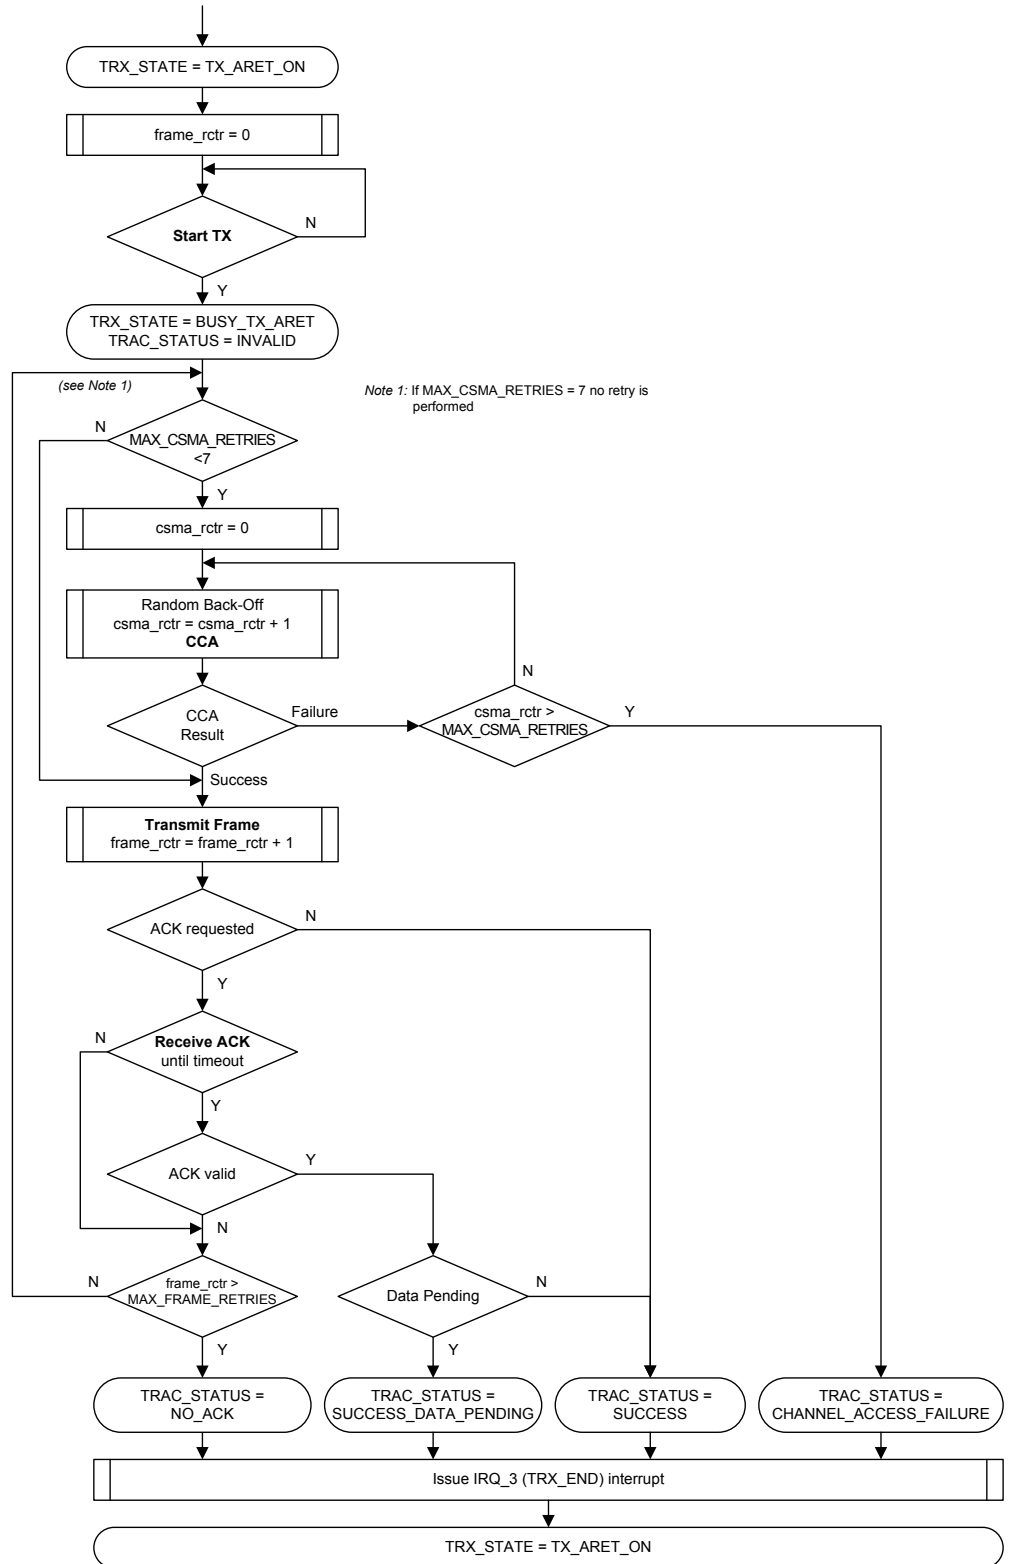 TRX_STATE = TX_ARET_ON
frame_rctr = 0
N
Start TX
Y
TRX_STATE = BUSY_TX_ARET
TRAC_STATUS = INVALID
(see Note 1)
Note 1: If MAX_CSMA_RETRIES = 7 no retry is
performed
N
MAX_CSMA_RETRIES
<7
Y
csma_rctr = 0
Random Back-Off
csma_rctr = csma_rctr + 1
CCA
N
CCA
Result
Failure
csma_rctr >
MAX_CSMA_RETRIES
Y
Success
Transmit Frame
frame_rctr = frame_rctr + 1
ACK requested
N
Y
N
Receive ACK
until timeout
Y
ACK valid
Y
N
N
frame_rctr >
MAX_FRAME_RETRIES
Data Pending
N
Y
Y
TRAC_STATUS =
NO_ACK
TRAC_STATUS =
SUCCESS_DATA_PENDING
TRAC_STATUS =
SUCCESS
TRAC_STATUS =
CHANNEL_ACCESS_FAILURE
Issue IRQ_3 (TRX_END) interrupt
TRX_STATE = TX_ARET_ON